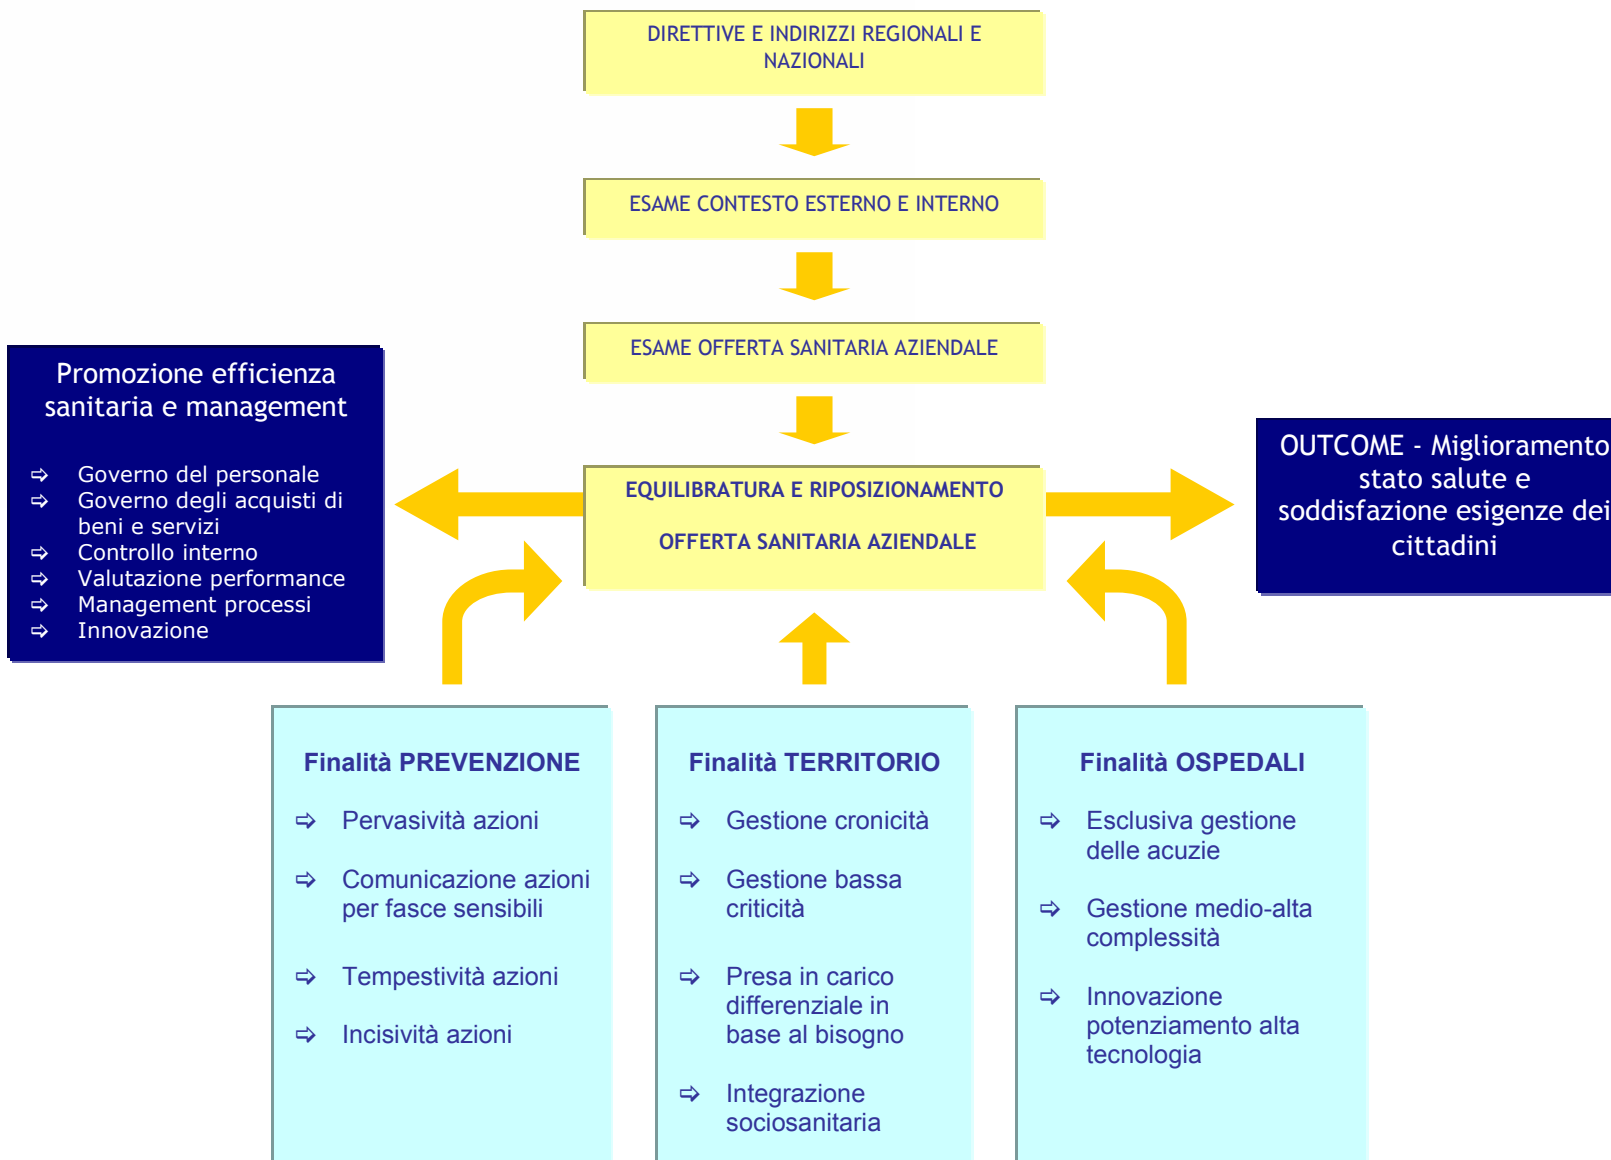 DIRETTIVE E INDIRIZZI REGIONALI E
NAZIONALI
ESAME CONTESTO ESTERNO E INTERNO
ESAME OFFERTA SANITARIA AZIENDALE
Promozione efficienza
sanitaria e management
⇨ Governo del personale
⇨ Governo degli acquisti di
beni e servizi
⇨ Controllo interno
⇨ Valutazione performance
⇨ Management processi
⇨ Innovazione
EQUILIBRATURA E RIPOSIZIONAMENTO
OFFERTA SANITARIA AZIENDALE
OUTCOME - Miglioramento
stato salute e
soddisfazione esigenze dei
cittadini
Finalità PREVENZIONE
⇨ Pervasività azioni
⇨ Comunicazione azioni
per fasce sensibili
⇨ Tempestività azioni
⇨ Incisività azioni
Finalità TERRITORIO
⇨ Gestione cronicità
⇨ Gestione bassa
criticità
⇨ Presa in carico
differenziale in
base al bisogno
⇨ Integrazione
sociosanitaria
Finalità OSPEDALI
⇨ Esclusiva gestione
delle acuzie
⇨ Gestione medio-alta
complessità
⇨ Innovazione
potenziamento alta
tecnologia